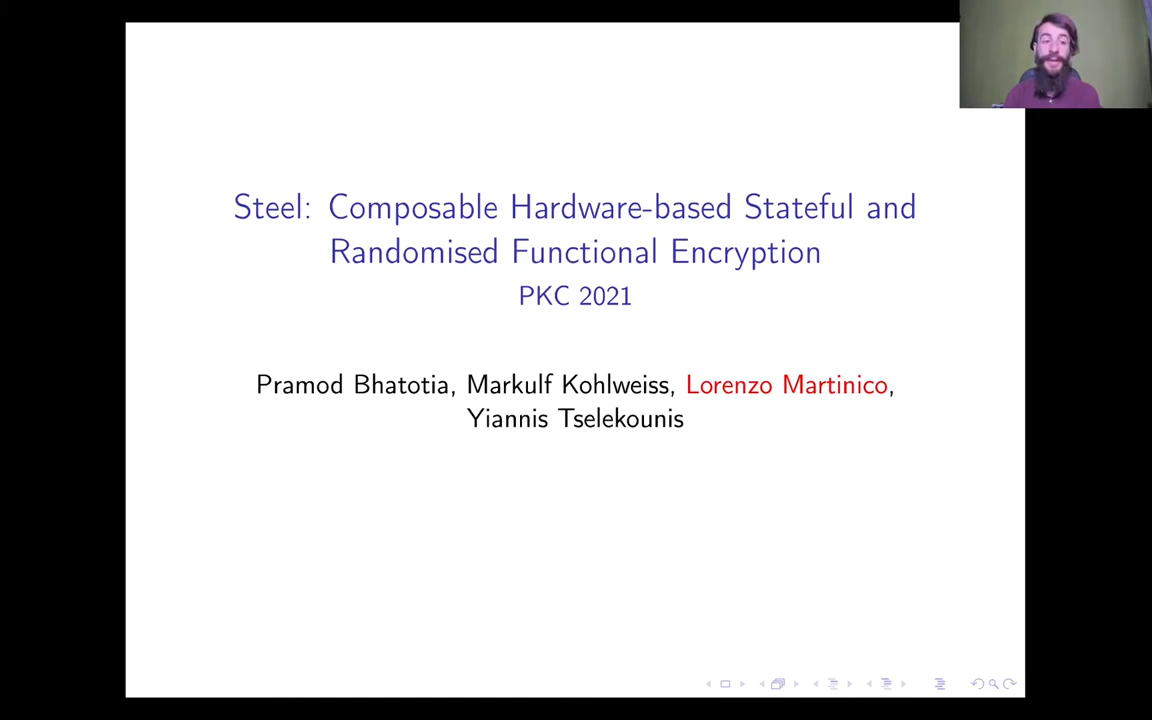 Steel: Composable Hardware-based Stateful and
Randomised Functional Encryption
PKC 2021
Pramod Bhatotia, Markulf Kohlweiss, Lorenzo Martinico,
Yiannis Tselekounis